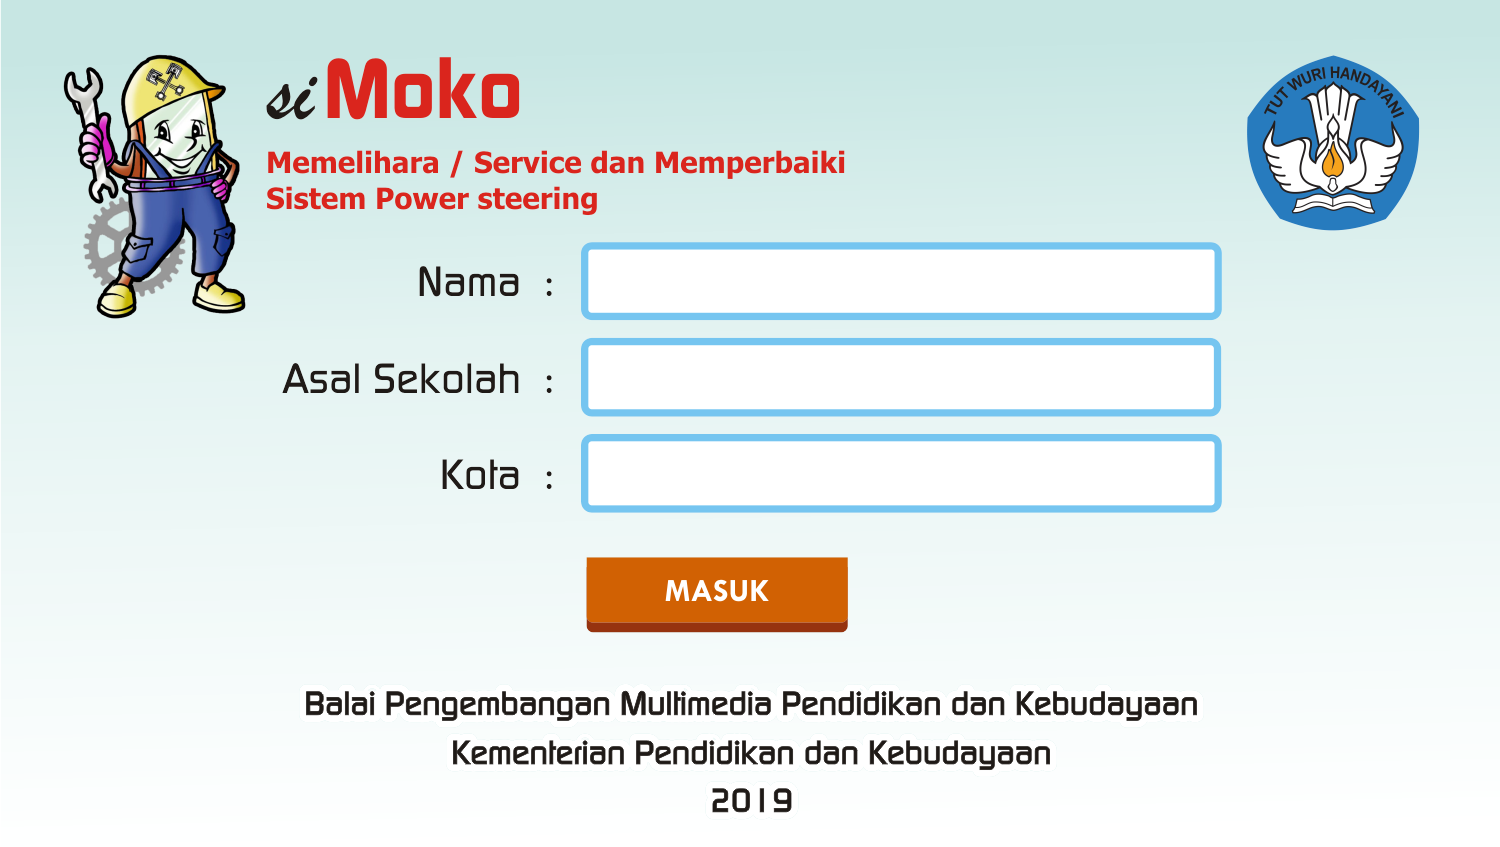 si Moko
TUT WURI HANDAYANI
Memelihara / Service dan Memperbaiki
Sistem Power steering
Nama :
Asal Sekolah :
Kota :
MASUK
Balai Pengembangan Multimedia Pendidikan dan Kebudayaan
Kementerian Pendidikan dan Kebudayaan
2019